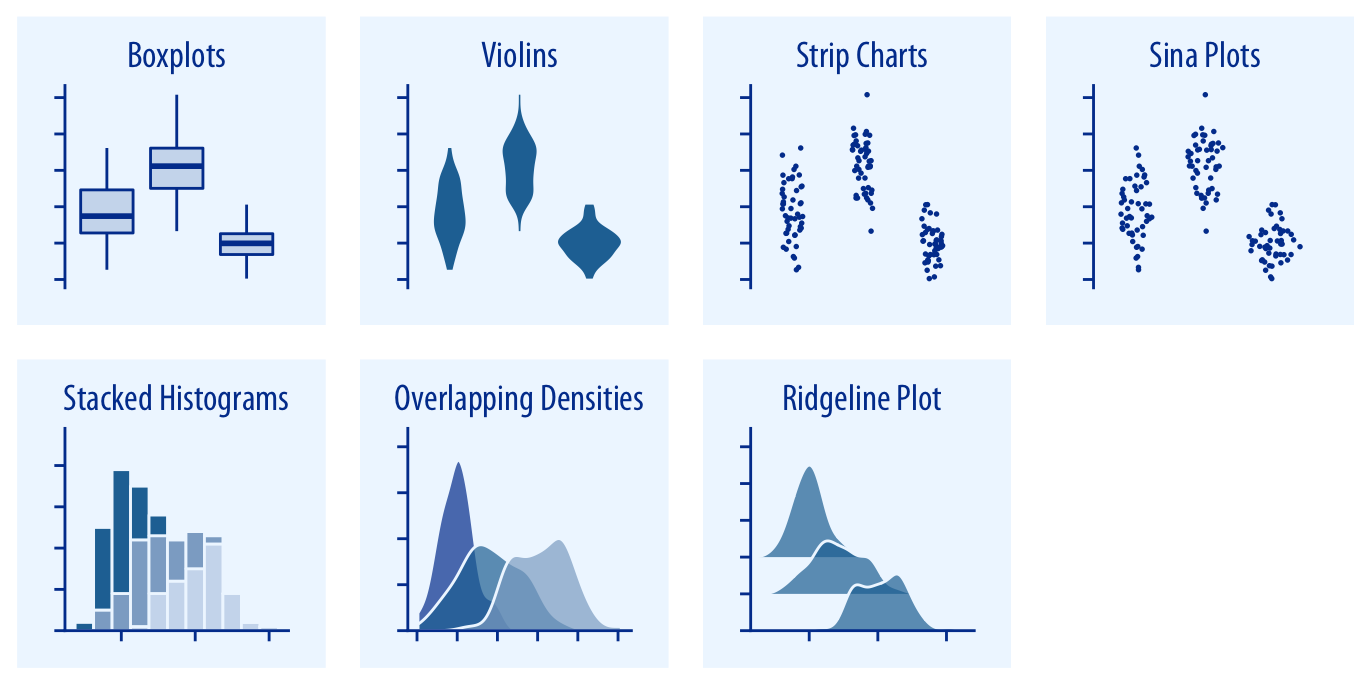 Boxplots
Violins
Strip Charts
Sina Plots
Stacked Histograms
Overlapping Densities
Ridgeline Plot